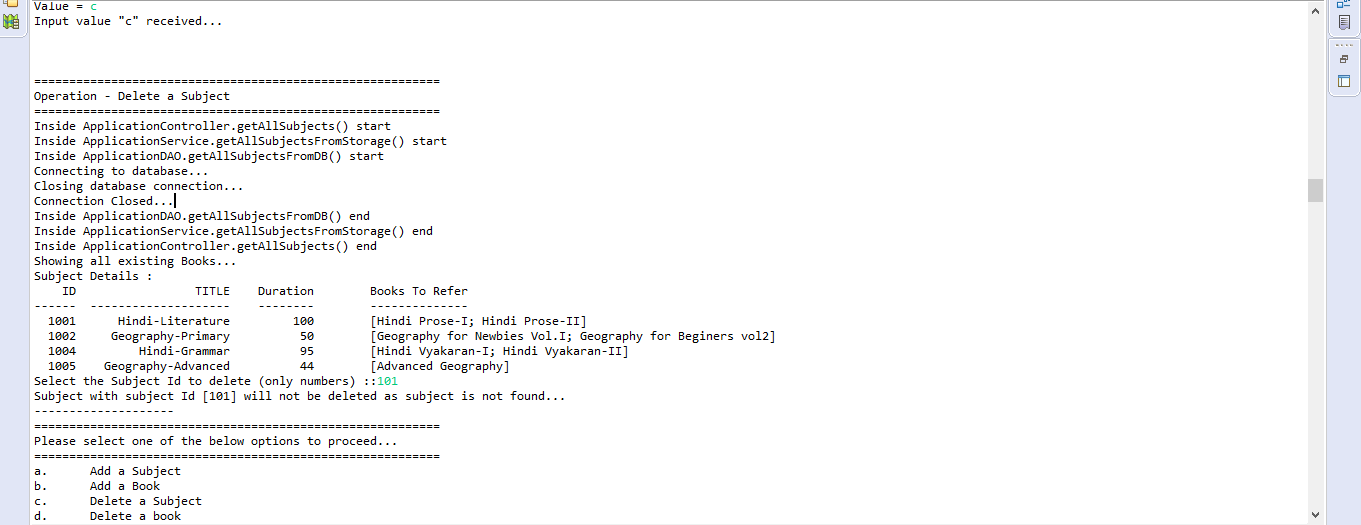 Value = c
Input value "c" received...
=========================================================
Operation - Delete a Subject
=========================================================
Inside ApplicationController.getAllSubjects() start
Inside ApplicationService.getAllSubjectsFromStorage() start
Inside ApplicationDAO.getAllSubjectsFromDB() start
Connecting to database...
Closing database connection...
Connection Closed...
Inside ApplicationDAO.getAllSubjectsFromDB() end
Inside ApplicationService.getAllSubjectsFromStorage() end
Inside ApplicationController.getAllSubjects() end
Showing all existing Books...
Subject Details :
    ID                 TITLE    Duration        Books To Refer
------  --------------------    --------        --------------
  1001      Hindi-Literature         100        [Hindi Prose-I; Hindi Prose-II]
  1002     Geography-Primary          50        [Geography for Newbies Vol.I; Geography for Beginers vol2]
  1004         Hindi-Grammar          95        [Hindi Vyakaran-I; Hindi Vyakaran-II]
  1005    Geography-Advanced          44        [Advanced Geography]
Select the Subject Id to delete (only numbers) ::101
Subject with subject Id [101] will not be deleted as subject is not found...
--------------------
=========================================================
Please select one of the below options to proceed...
=========================================================
a.      Add a Subject
b.      Add a Book
c.      Delete a Subject
d.      Delete a book